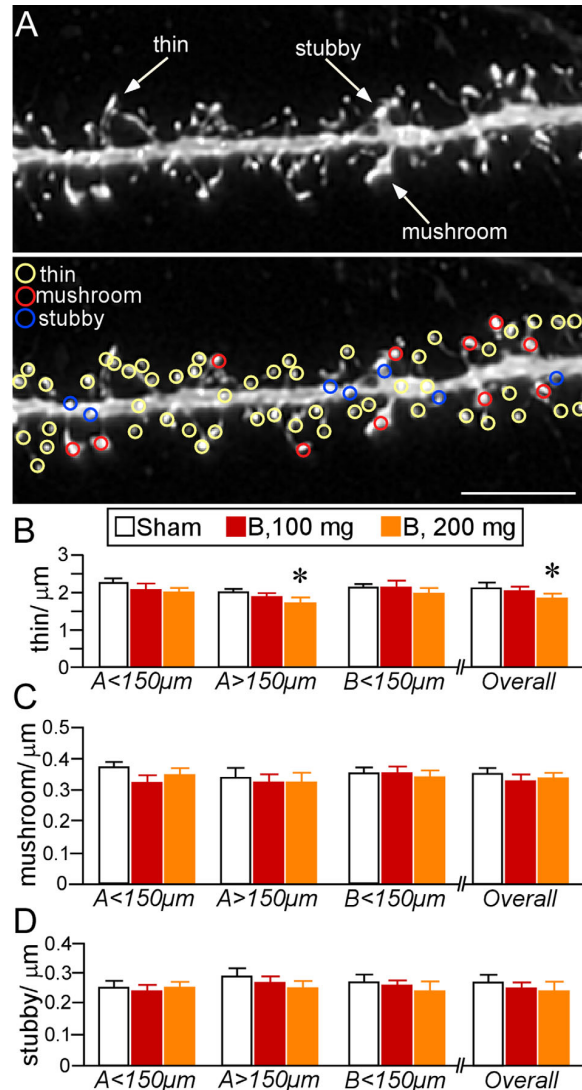 A
thin
stubby
mushroom
thin
mushroom
stubby
Sham B,100 mg B, 200 mg
B
thin/ μm
3
2
1
0
* *
A<150μm A>150μm B<150μm Overall
C
mushroom/ μm
0.5
0.4
0.3
0.2
0
A<150μm A>150μm B<150μm Overall
D
stubby/ μm
0.4
0.3
0.2
0.1
0
A<150μm A>150μm B<150μm Overall